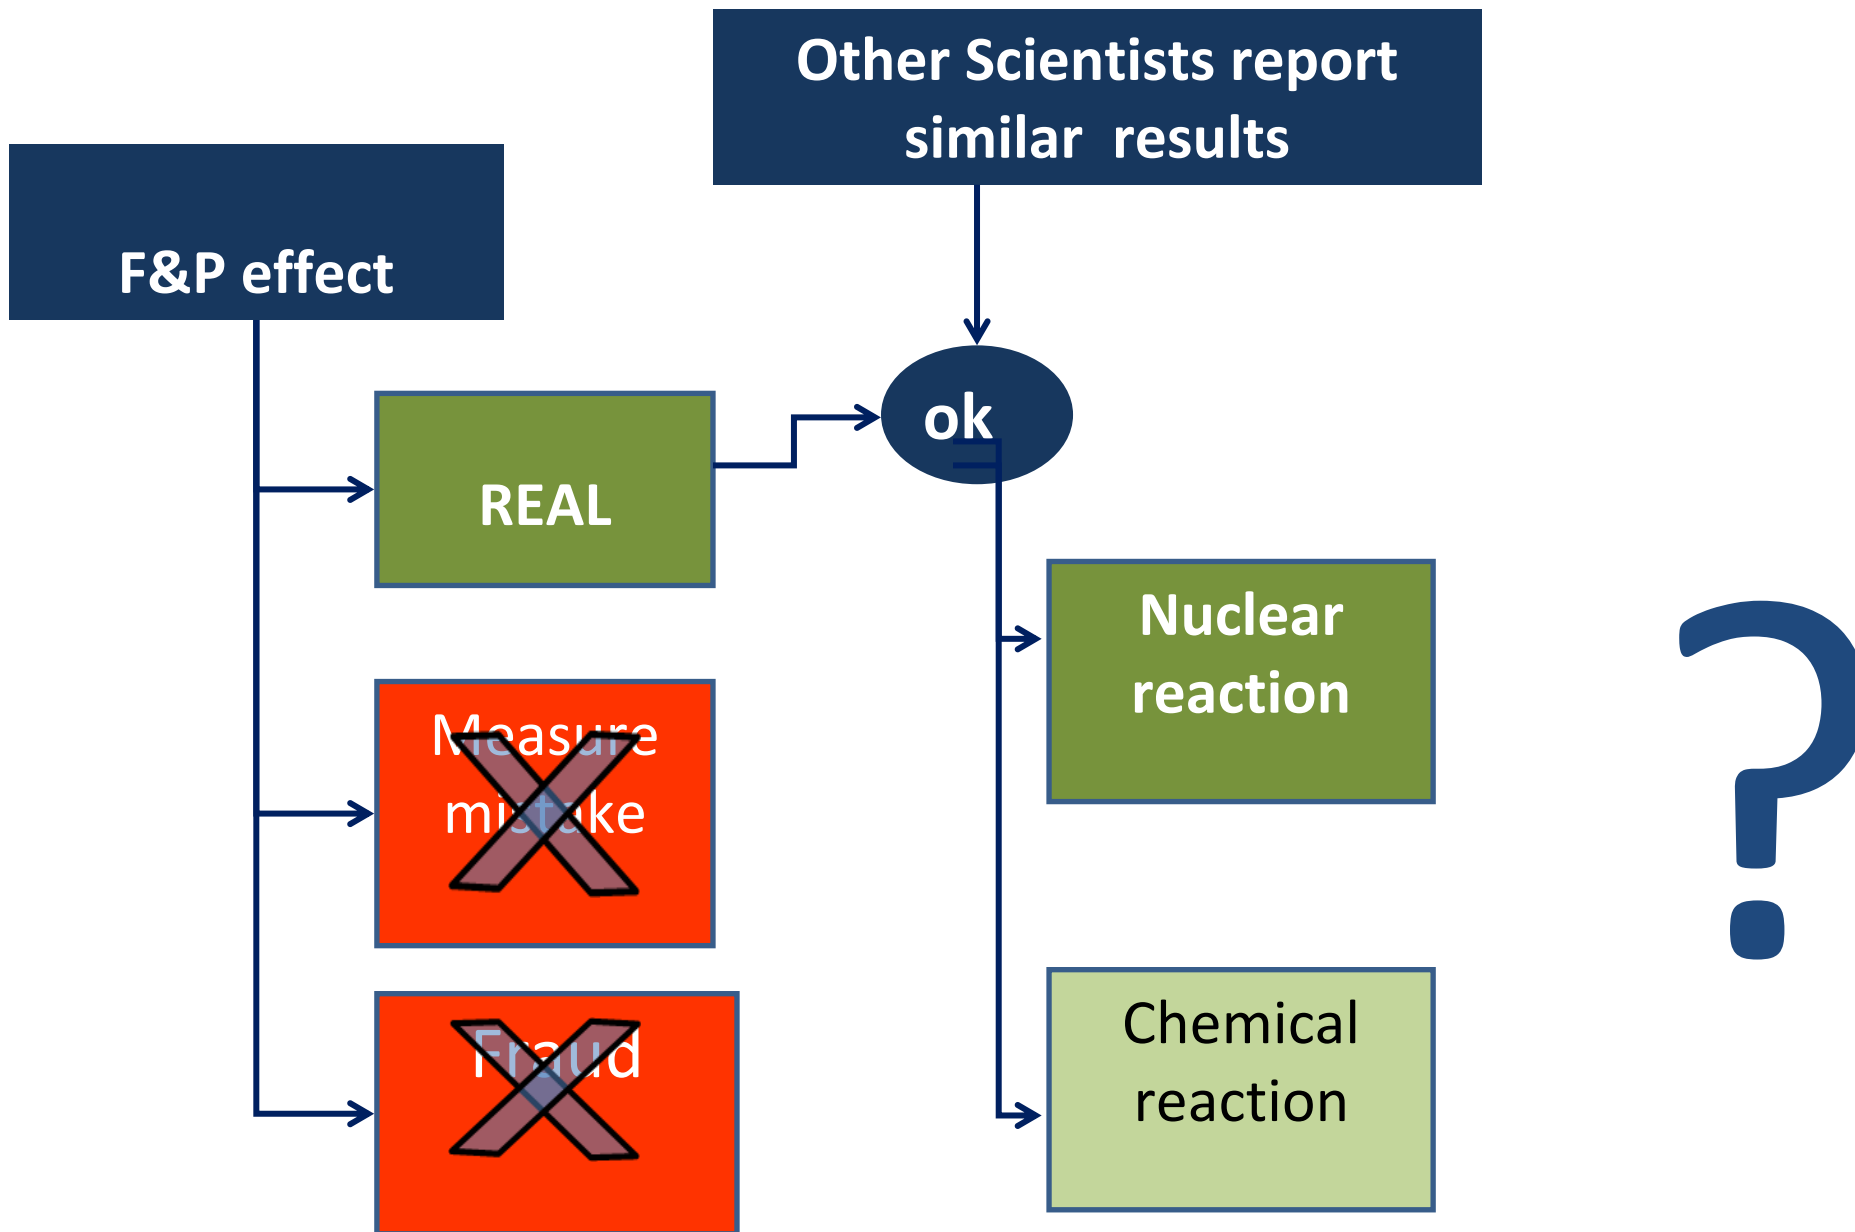 Other Scientists report
similar results
F&P effect
ok
REAL
Nuclear
reaction
Measure
mistake
Fraud
Chemical
reaction
?